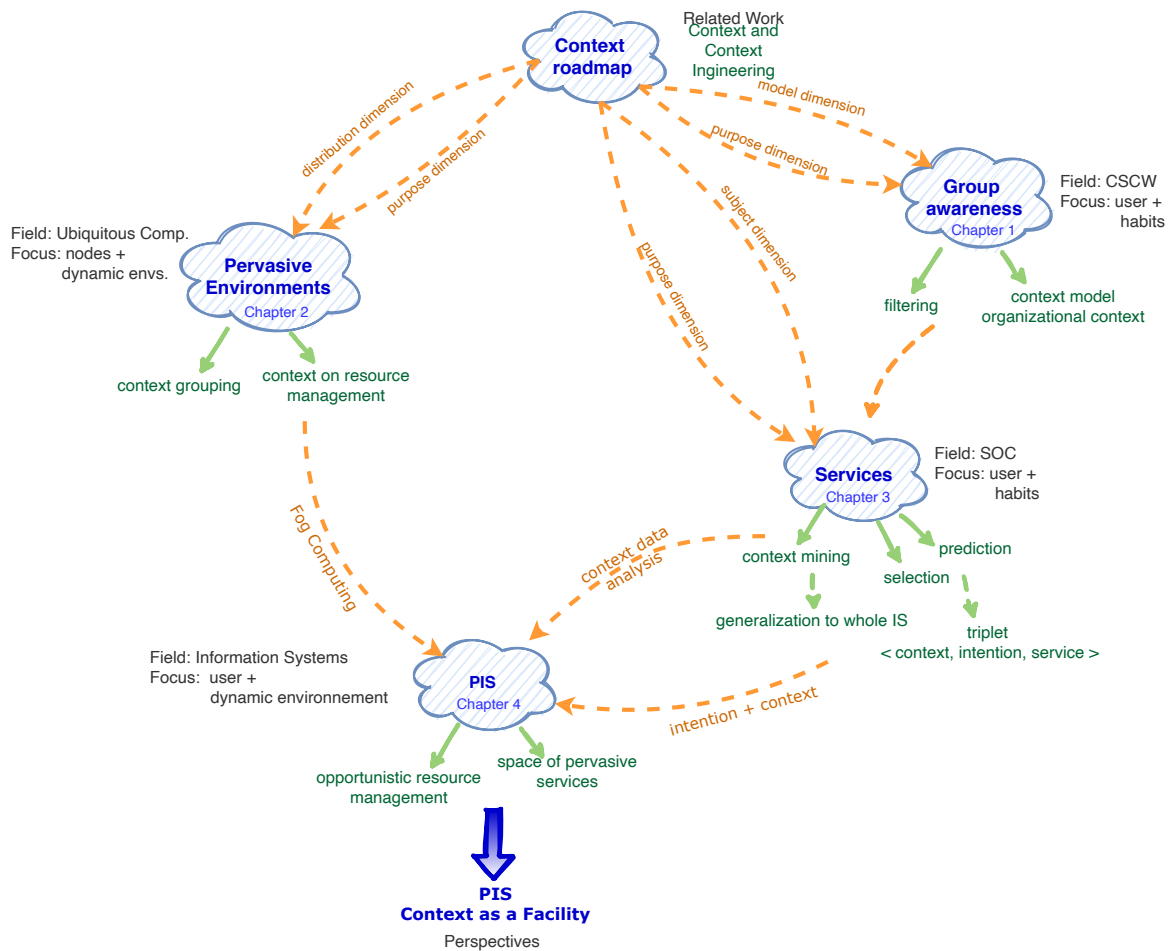 Related Work
Context and
Context
Ingineering
Context
roadmap
model dimension
purpose dimension
distribution dimension
purpose dimension
subject dimension
purpose dimension
Group
awareness
Chapter 1
Field: CSCW
Focus: user +
habits
filtering
context model
organizational context
Field: Ubiquitous Comp.
Focus: nodes +
dynamic envs.
Pervasive
Environments
Chapter 2
context grouping
context on resource
management
Services
Chapter 3
Field: SOC
Focus: user +
habits
context mining
prediction
selection
generalization to whole IS
triplet
< context, intention, service >
Fog Computing
context data
analysis
intention + context
Field: Information Systems
Focus: user +
dynamic environnement
PIS
Chapter 4
opportunistic resource
management
space of pervasive
services
PIS
Context as a Facility
Perspectives